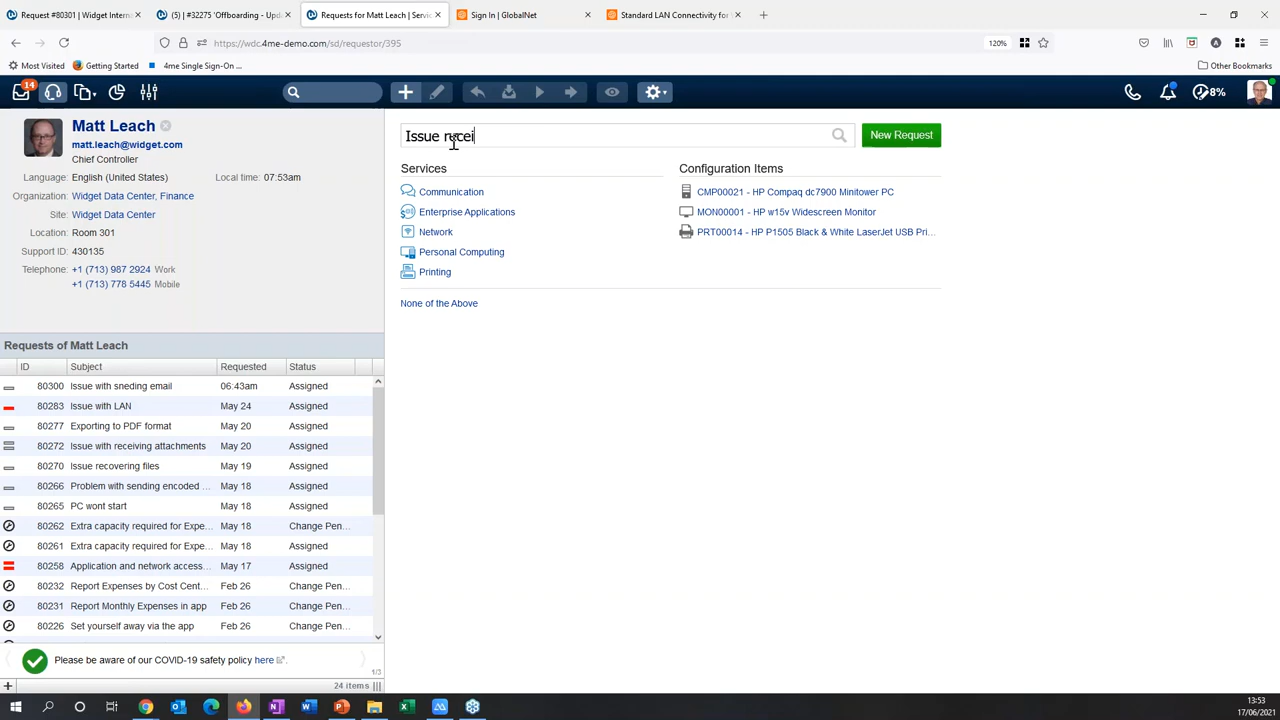 Request #80301 | Widget Intern
(5) | #32275 'Offboarding - Upda
Requests for Matt Leach | Servic
Sign In | GlobalNet
Standard LAN Connectivity for W
https://wdc.4me-demo.com/sd/requestor/395
120%
Most Visited
Getting Started
4me Single Sign-On ...
Other Bookmarks
14
8%
Matt Leach
matt.leach@widget.com
Chief Controller
Language: English (United States)
Local time: 07:53am
Organization: Widget Data Center, Finance
Site: Widget Data Center
Location: Room 301
Support ID: 430135
Telephone: +1 (713) 987 2924 Work
+1 (713) 778 5445 Mobile
Issue recei
New Request
Services
Communication
Enterprise Applications
Network
Personal Computing
Printing
None of the Above
Configuration Items
CMP00021 - HP Compaq dc7900 Minitower PC
MON00001 - HP w15v Widescreen Monitor
PRT00014 - HP P1505 Black & White LaserJet USB Pri...
Requests of Matt Leach
ID Subject Requested Status
80300 Issue with sneding email 06:43am Assigned
80283 Issue with LAN May 24 Assigned
80277 Exporting to PDF format May 20 Assigned
80272 Issue with receiving attachments May 20 Assigned
80270 Issue recovering files May 19 Assigned
80266 Problem with sending encoded ... May 18 Assigned
80265 PC wont start May 18 Assigned
80262 Extra capacity required for Expe... May 18 Change Pen...
80261 Extra capacity required for Expe... May 18 Assigned
80258 Application and network access... May 17 Assigned
80232 Report Expenses by Cost Cent... Feb 26 Change Pen...
80231 Report Monthly Expenses in app Feb 26 Change Pen...
80226 Set yourself away via the app Feb 26 Change Pen...
Please be aware of our COVID-19 safety policy here.
1/3
24 items
13:53
17/06/2021